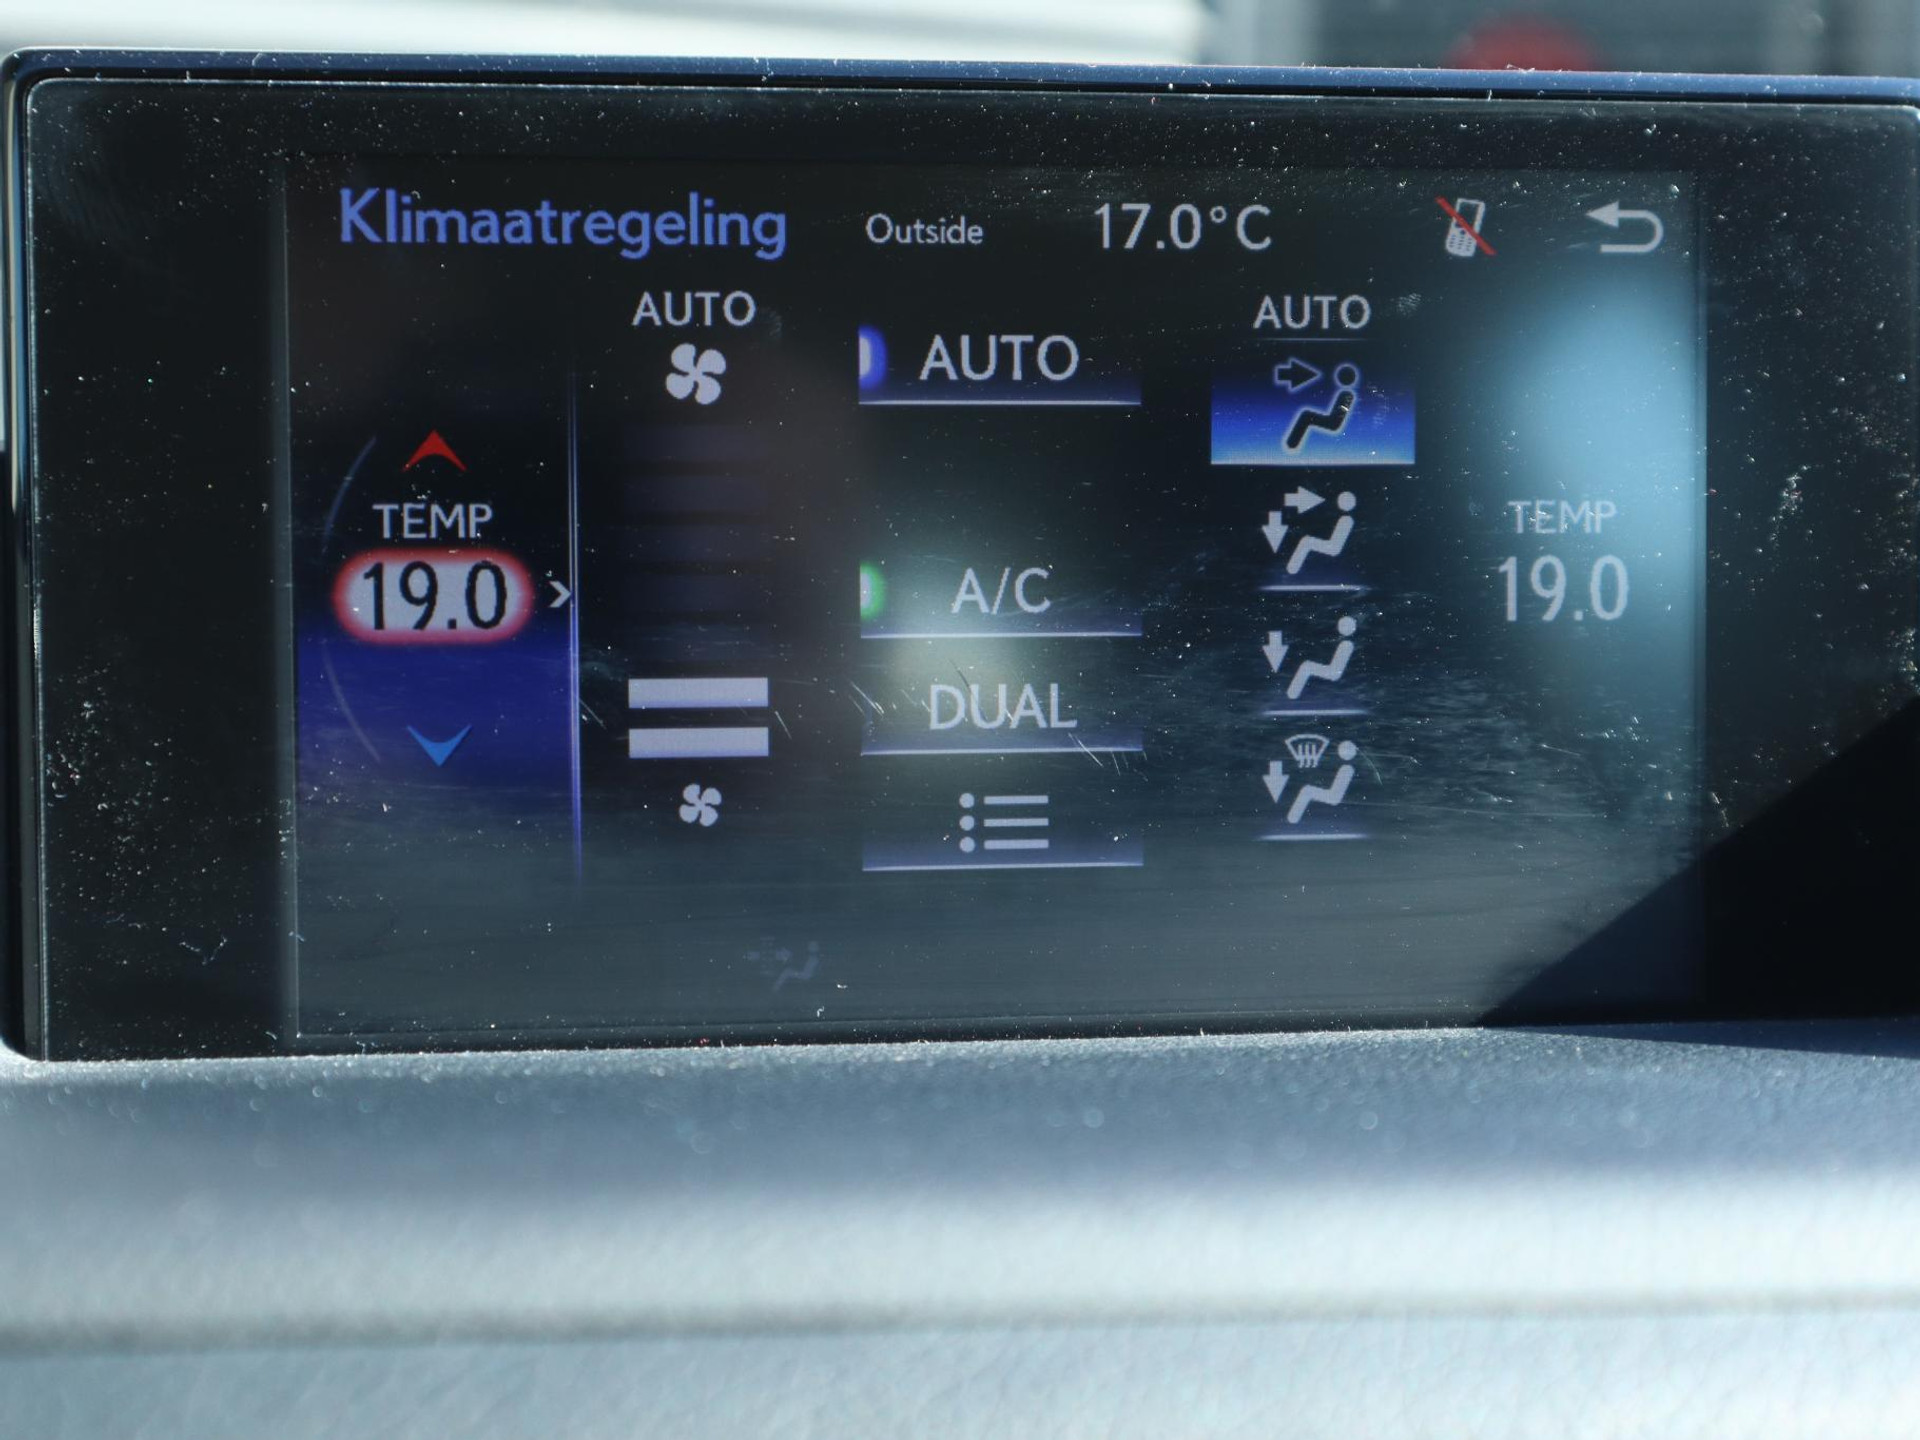 Klimaatregeling Outside 17.0°C
AUTO
AUTO
AUTO
TEMP
19.0
A/C
DUAL
TEMP
19.0